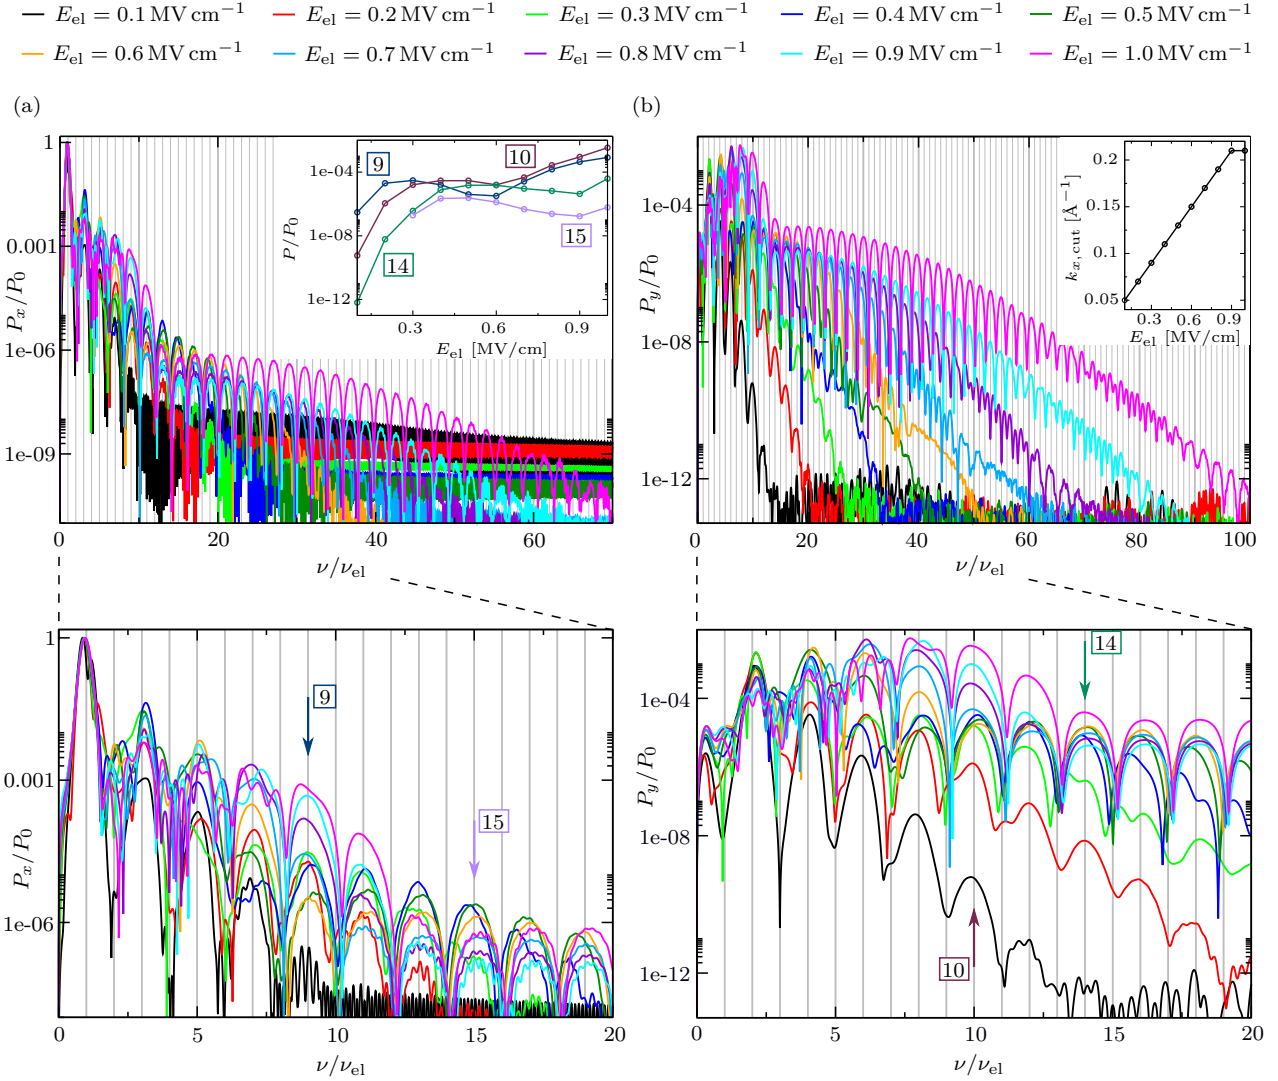 E_el = 0.1 MV cm⁻¹ E_el = 0.2 MV cm⁻¹ E_el = 0.3 MV cm⁻¹ E_el = 0.4 MV cm⁻¹ E_el = 0.5 MV cm⁻¹
E_el = 0.6 MV cm⁻¹ E_el = 0.7 MV cm⁻¹ E_el = 0.8 MV cm⁻¹ E_el = 0.9 MV cm⁻¹ E_el = 1.0 MV cm⁻¹
(a)
P_x/P_0
1
0.001
1e-06
1e-09
0 20 40 60
ν/ν_el
P/P_0
1e-04
1e-08
1e-12
9
10
14
15
0.3 0.6 0.9
E_el [MV/cm]
(b)
P_y/P_0
1e-04
1e-08
1e-12
0 20 40 60 80 100
ν/ν_el
k_x,cut [Å⁻¹]
0.2
0.15
0.1
0.05
0.3 0.6 0.9
E_el [MV/cm]
P_x/P_0
1
0.001
1e-06
9
15
0 5 10 15 20
ν/ν_el
P_y/P_0
1e-04
1e-08
1e-12
14
10
0 5 10 15 20
ν/ν_el